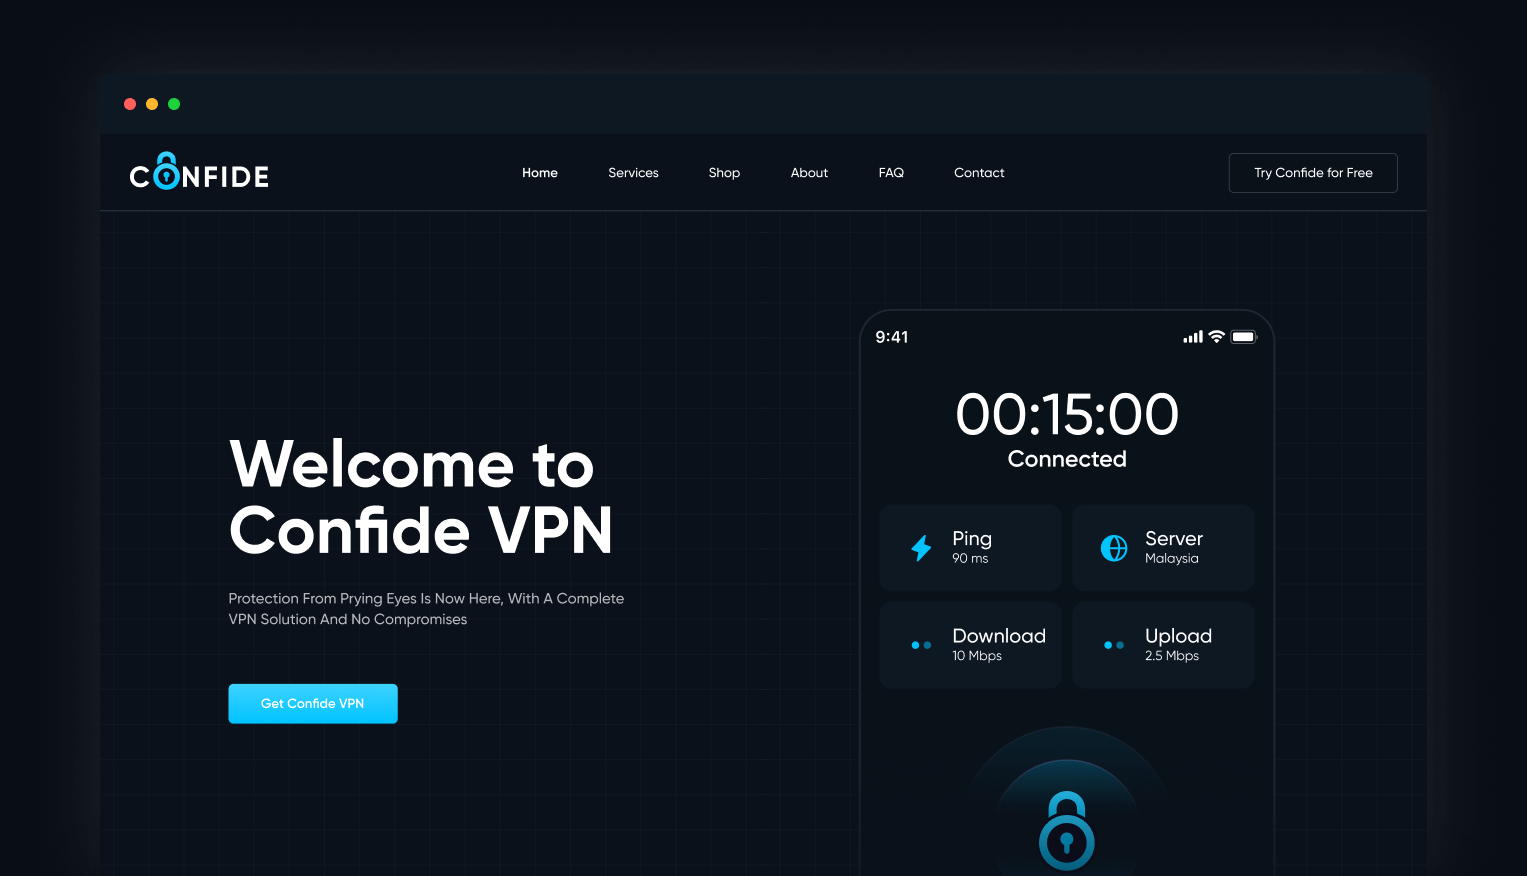 CONFIDE
Home
Services
Shop
About
FAQ
Contact
Try Confide for Free
Welcome to
Confide VPN
Protection From Prying Eyes Is Now Here, With A Complete
VPN Solution And No Compromises
Get Confide VPN
9:41
00:15:00
Connected
Ping
90 ms
Server
Malaysia
Download
10 Mbps
Upload
2.5 Mbps